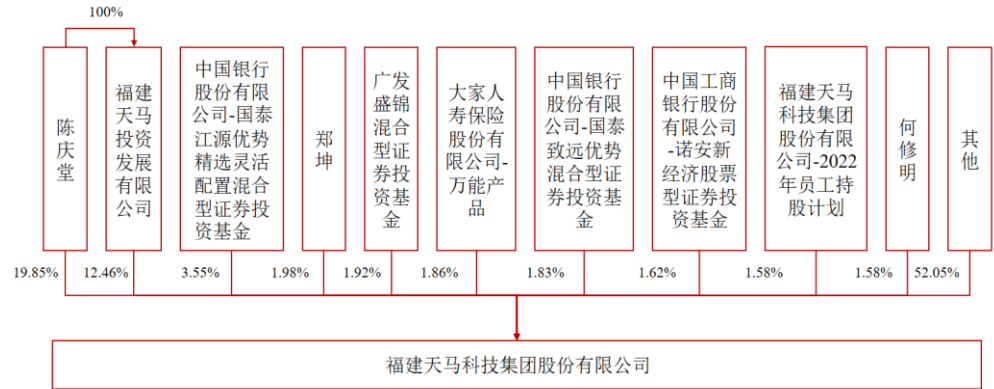 100%
陈庆堂
福建
天马
投资
发展
有限
公司
中国银行
股份有限
公司-国泰
江源优势
精选灵活
配置混合
型证券投
资基金
郑坤
广发
盛锦
混合
型证
券投
资基
金
大家人
寿保险
股份有
限公司-
万能产
品
中国银行
股份有限
公司-国泰
致远优势
混合型证
券投资基
金
中国工商
银行股份
有限公司
-诺安新
经济股票
型证券投
资基金
福建天马
科技集团
股份有限公
司-2022
年员工持
股计划
何修明
其他
19.85%
12.46%
3.55%
1.98%
1.92%
1.86%
1.83%
1.62%
1.58%
1.58%
52.05%
福建天马科技集团股份有限公司